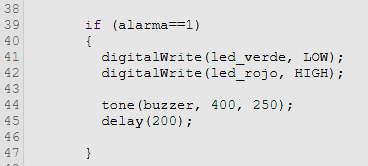 38
39 if (alarma==1)
40 {
41 digitalWrite(led_verde, LOW);
42 digitalWrite(led_rojo, HIGH);
43
44 tone(buzzer, 400, 250);
45 delay(200);
46
47 }